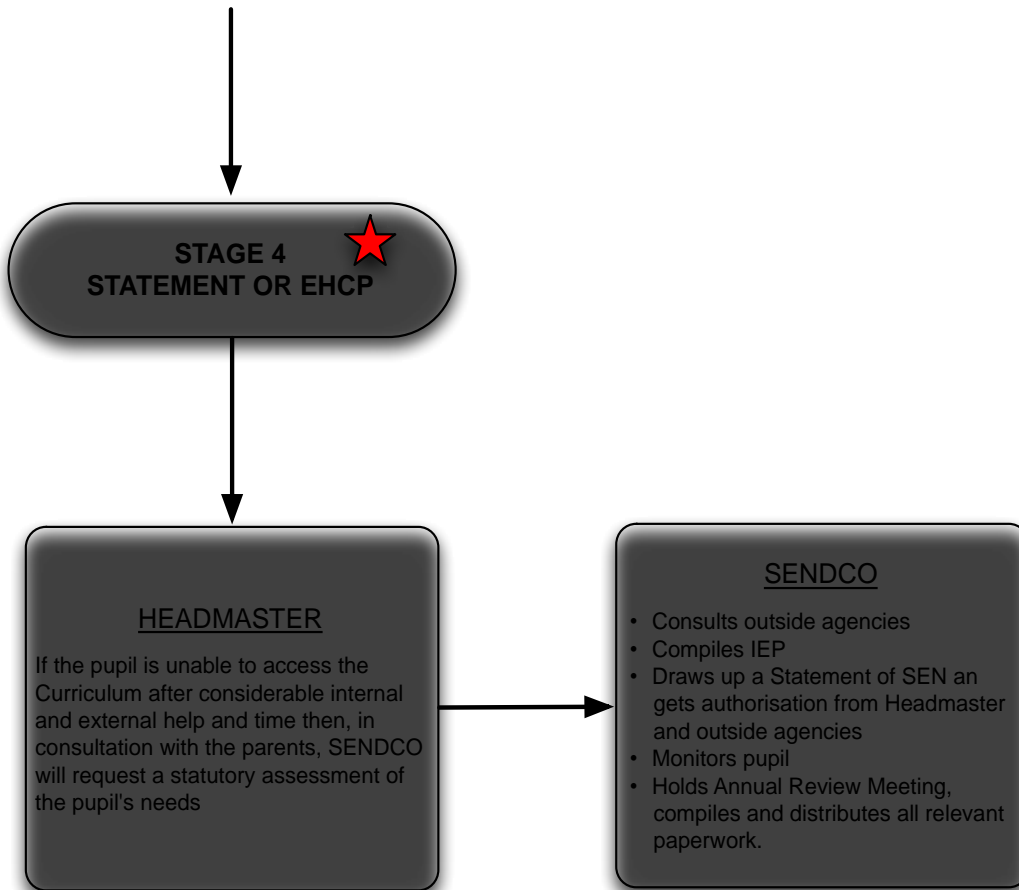 STAGE 4
STATEMENT OR EHCP
HEADMASTER
If the pupil is unable to access the
Curriculum after considerable internal
and external help and time then, in
consultation with the parents, SENDCO
will request a statutory assessment of
the pupil's needs
SENDCO
• Consults outside agencies
• Compiles IEP
• Draws up a Statement of SEN an
gets authorisation from Headmaster
and outside agencies
• Monitors pupil
• Holds Annual Review Meeting,
compiles and distributes all relevant
paperwork.